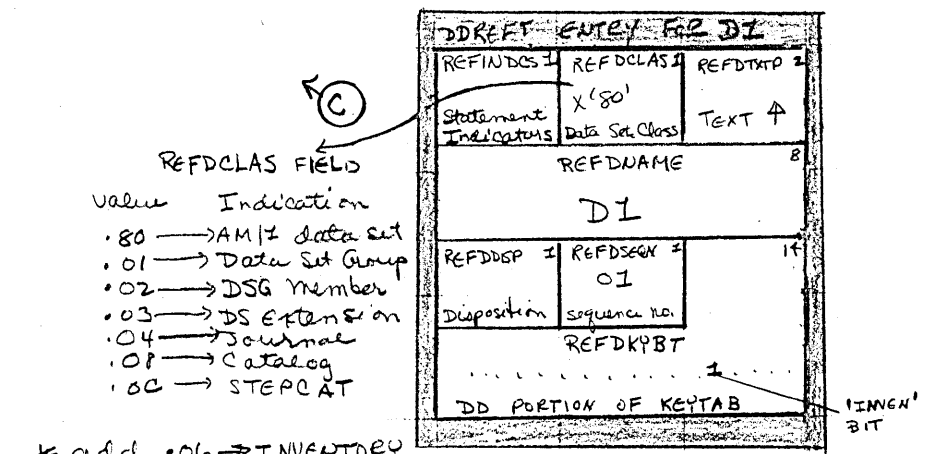 DDREFT ENTRY FOR D1
REFINDCS 1
REFDCLAS 1
REFDTXTP 2
X'80'
Statement Indicators
Data Set Class
TEXT ↑
C
REFDNAME 8
D1
REFDDSP 1
REFDSEQN 1
14
01
Disposition
sequence no.
REFDKYBT
. . . . . . . . . . . . 1 . . . .
DD PORTION OF KEYTAB
'INVEN' BIT
REFDCLAS FIELD
Value Indication
.80 → AM/1 data set
.01 → Data Set Group
.02 → DSG Member
.03 → DS Extension
.04 → Journal
.08 → Catalog
.0C → STEPCAT
add .06 → INVENTORY